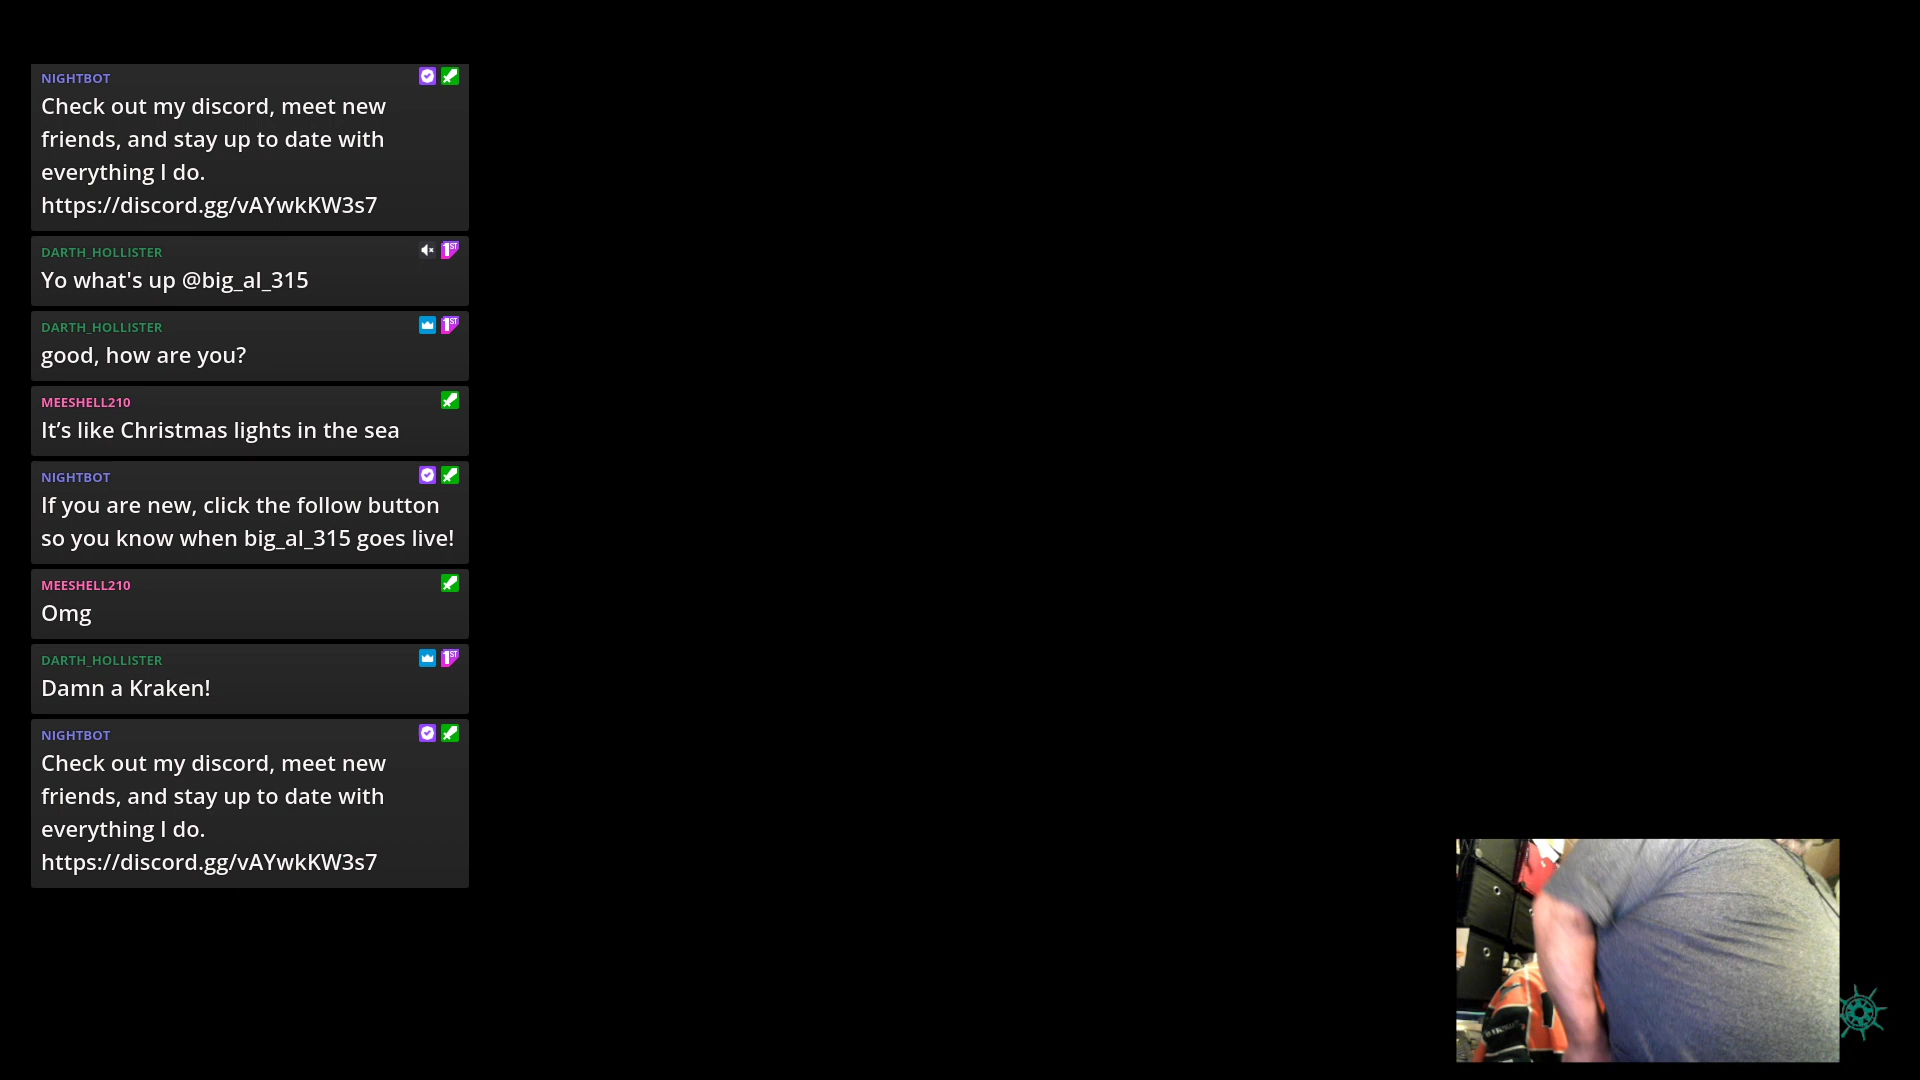 NIGHTBOT
Check out my discord, meet new
friends, and stay up to date with
everything I do.
https://discord.gg/vAYwkKW3s7
DARTH_HOLLISTER
1ST
Yo what's up @big_al_315
DARTH_HOLLISTER
1ST
good, how are you?
MEESHELL210
It’s like Christmas lights in the sea
NIGHTBOT
If you are new, click the follow button
so you know when big_al_315 goes live!
MEESHELL210
Omg
DARTH_HOLLISTER
1ST
Damn a Kraken!
NIGHTBOT
Check out my discord, meet new
friends, and stay up to date with
everything I do.
https://discord.gg/vAYwkKW3s7